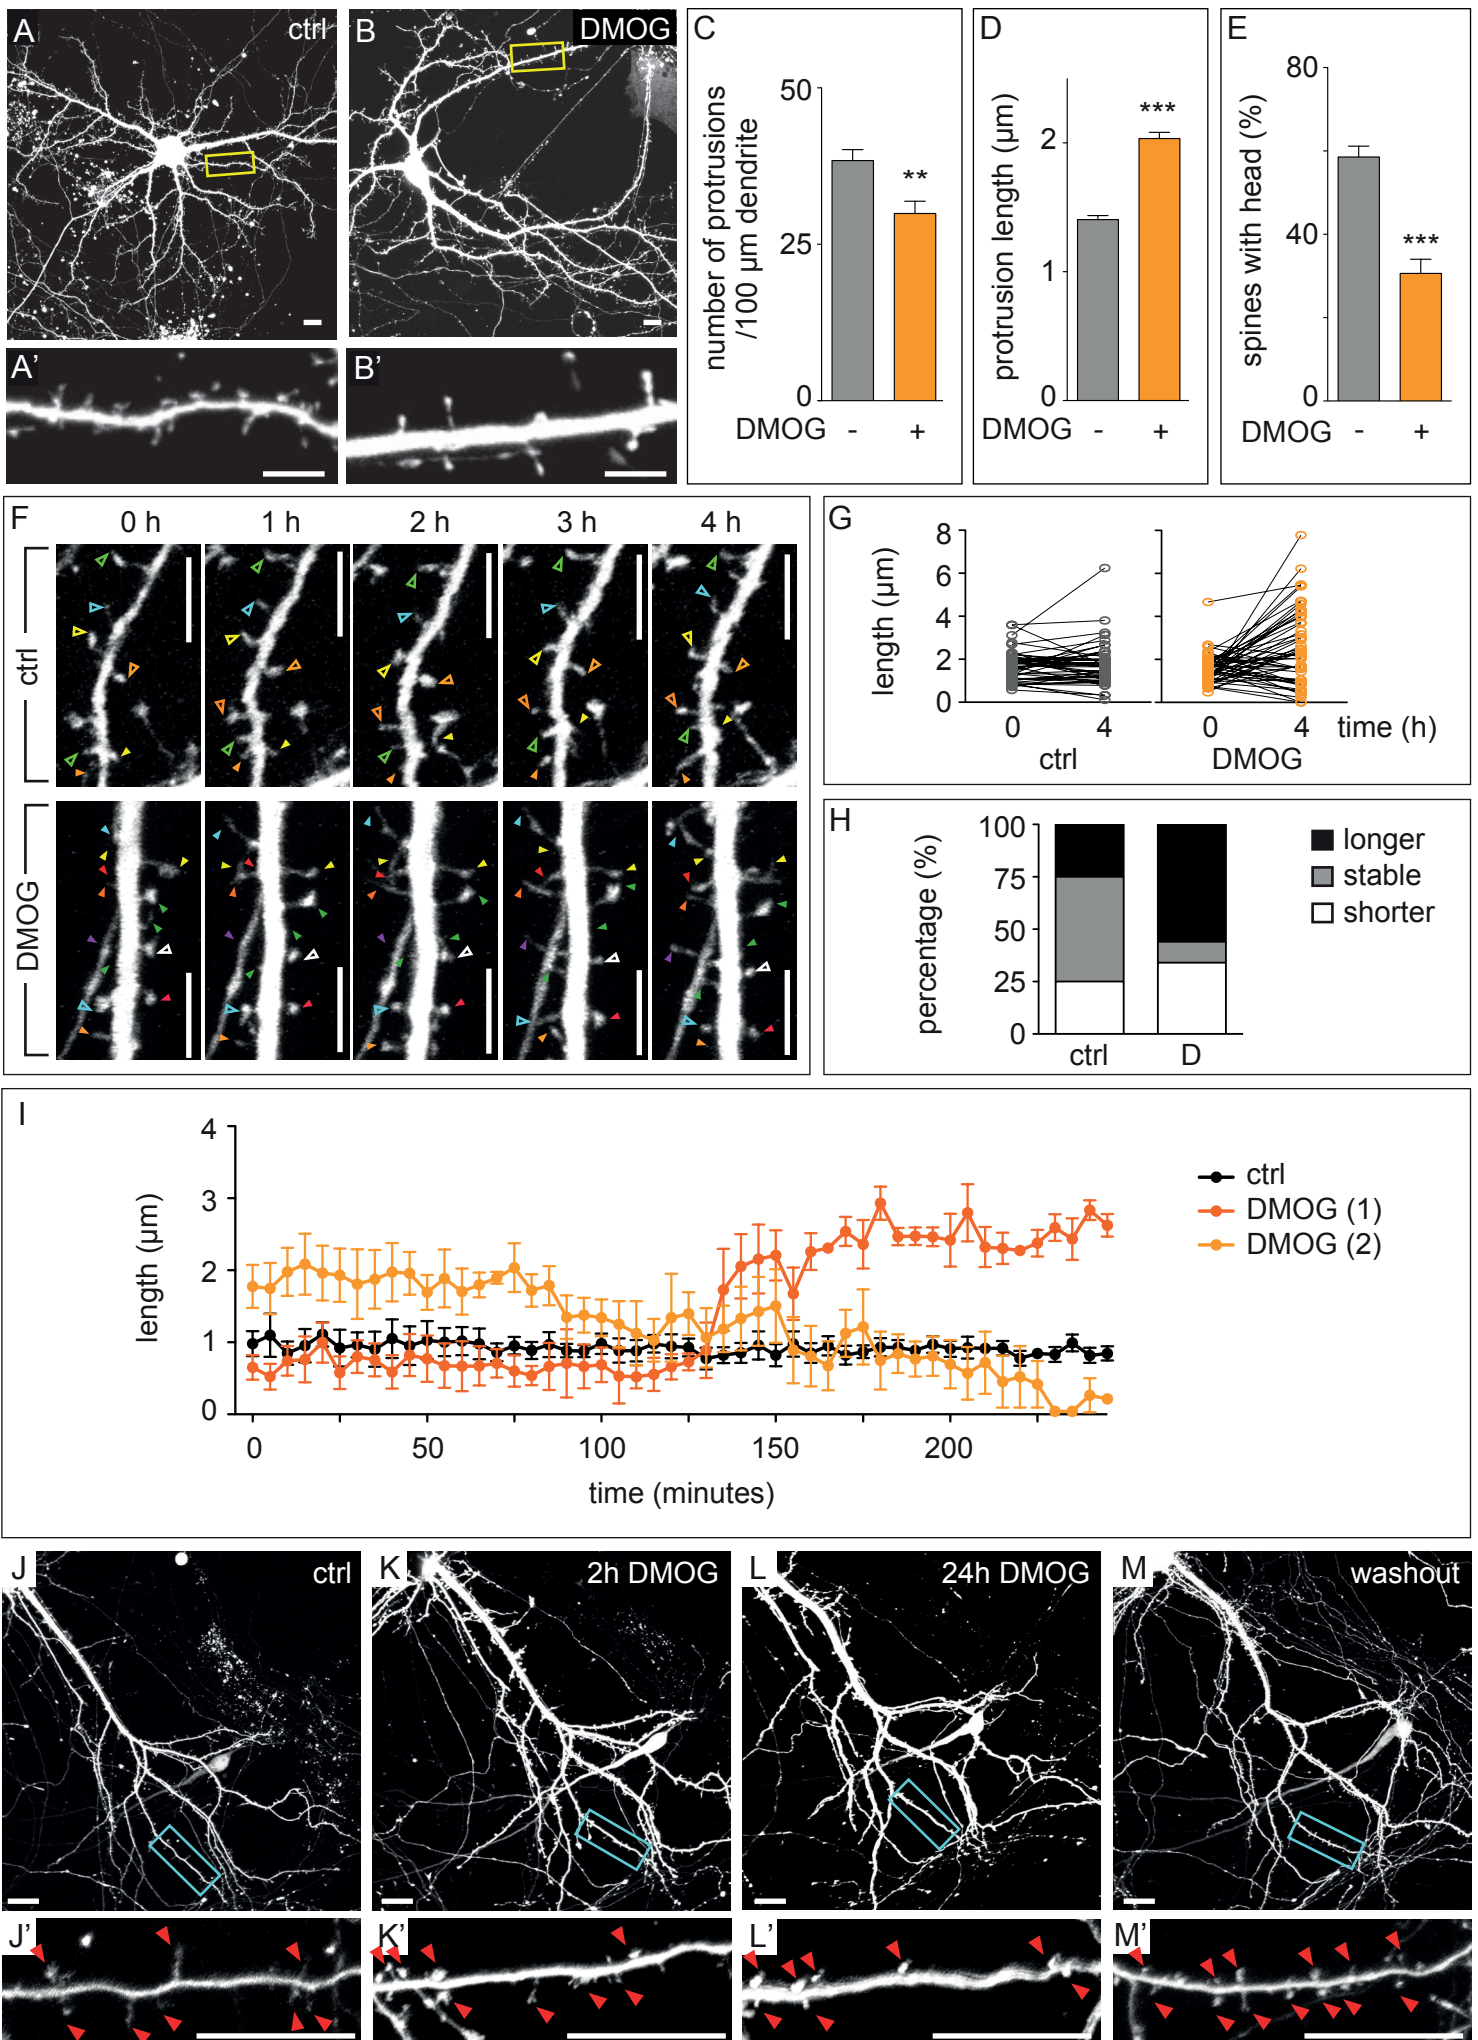 A
ctrl
B
DMOG
A'
B'
C
number of protrusions
/100 µm dendrite
50
25
0
DMOG - +
**
D
protrusion length (µm)
2
1
0
DMOG - +
***
E
spines with head (%)
80
40
0
DMOG - +
***
F
0 h 1 h 2 h 3 h 4 h
ctrl
DMOG
G
length (µm)
8
6
4
2
0
0 4 0 4 time (h)
ctrl DMOG
H
percentage (%)
100
75
50
25
0
ctrl D
longer
stable
shorter
I
length (µm)
4
3
2
1
0
0 50 100 150 200
time (minutes)
ctrl
DMOG (1)
DMOG (2)
J
ctrl
K
2h DMOG
L
24h DMOG
M
washout
J'
K'
L'
M'